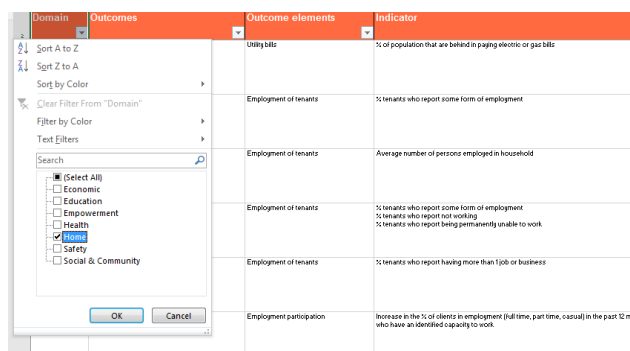 Domain
Outcomes
Outcome elements
Indicator
2
Sort A to Z
Sort Z to A
Sort by Color
Clear Filter From "Domain"
Filter by Color
Text Filters
Search
(Select All)
Economic
Education
Empowerment
Health
Home
Safety
Social & Community
OK
Cancel
Utility bills
% of population that are behind in paying electric or gas bills
Employment of tenants
% tenants who report some form of employment
Employment of tenants
Average number of persons employed in household
Employment of tenants
% tenants who report some form of employment
% tenants who report not working
% tenants who report being permanently unable to work
Employment of tenants
% tenants who report having more than 1 job or business
Employment participation
Increase in the % of clients in employment (full time, part time, casual) in the past 12 m
who have an identified capacity to work